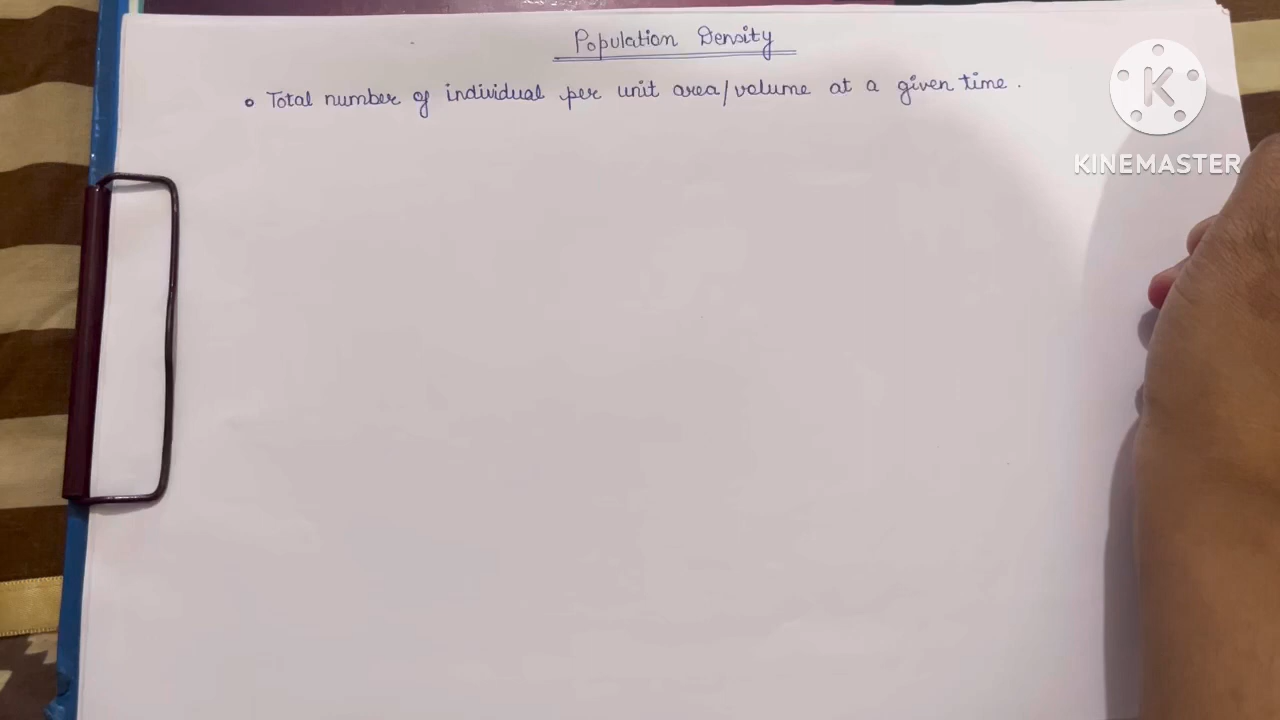 Population Density
Total number of individual per unit area/volume at a given time.
K
KINEMASTER